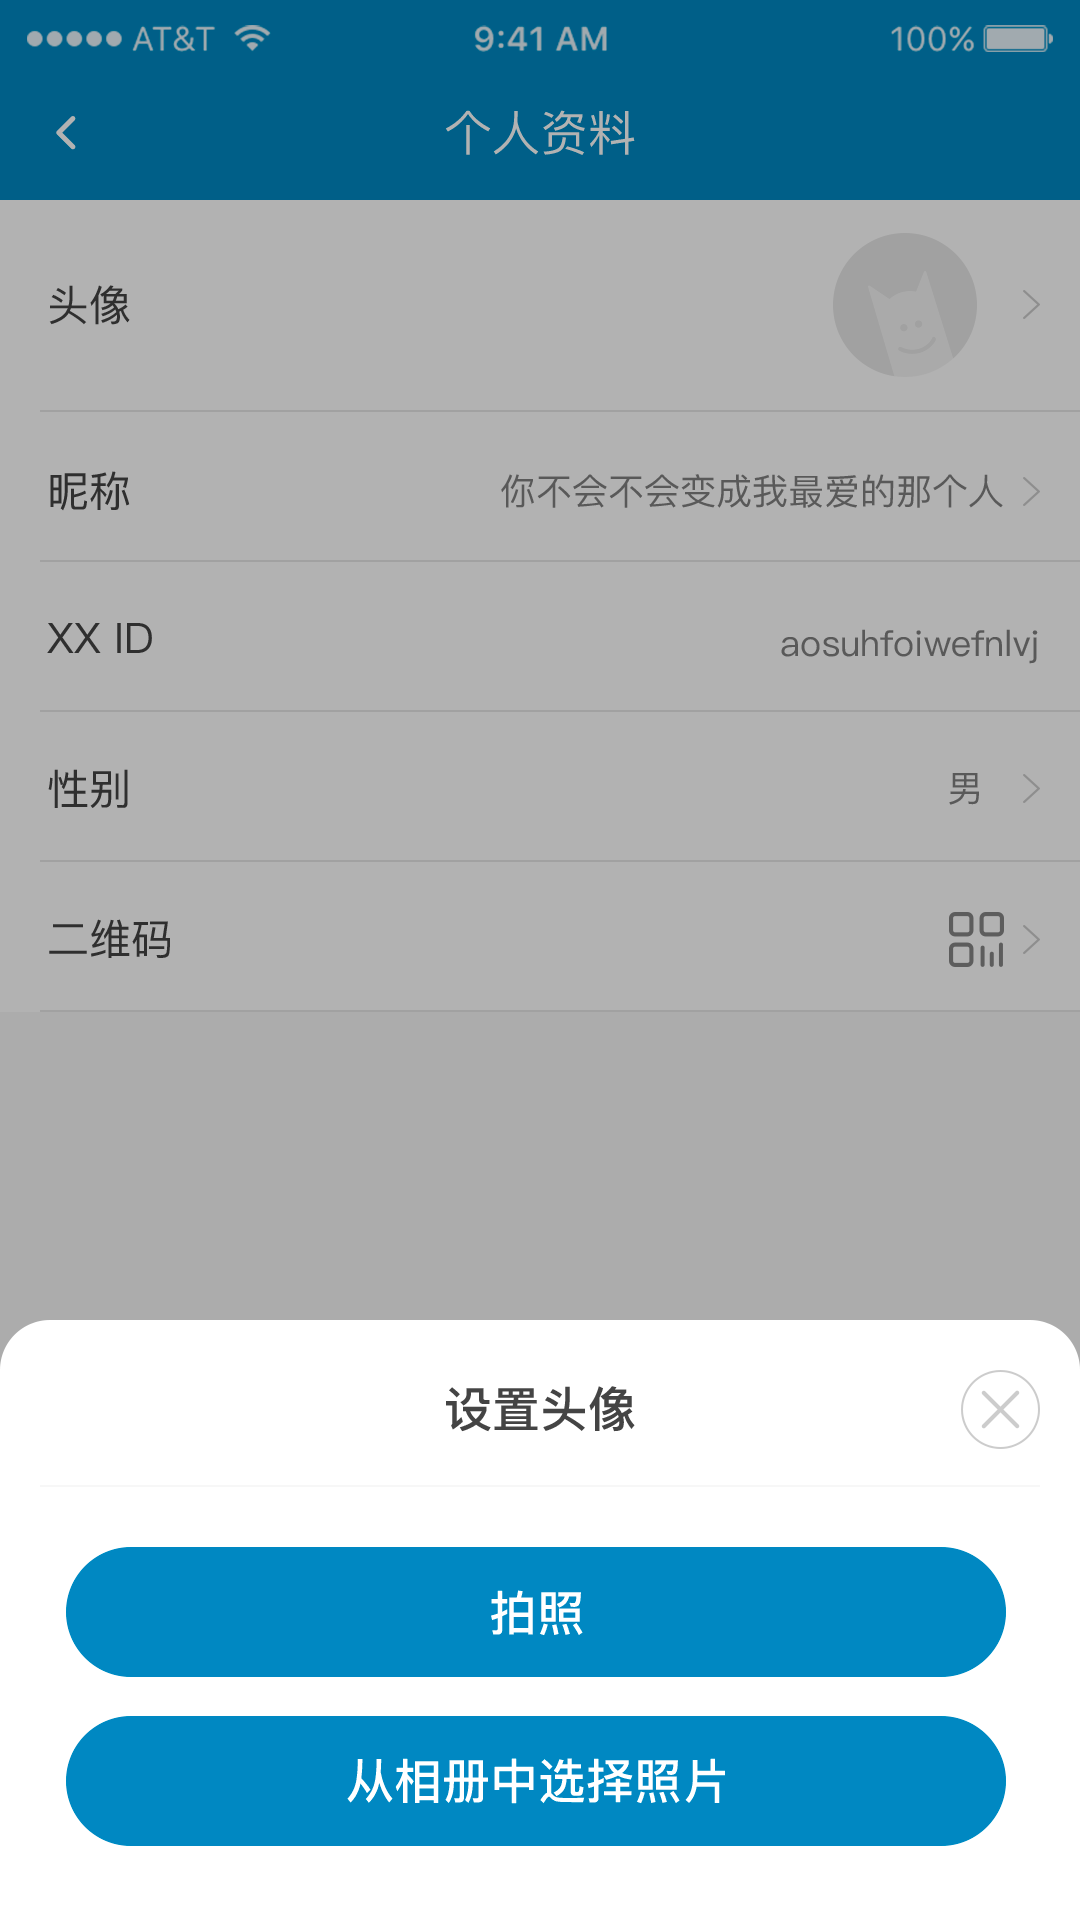 AT&T 9:41 AM 100%
个人资料
头像
昵称 你不会不会变成我最爱的那个人
XX ID aosuhfoiwefnlvj
性别 男
二维码
设置头像
拍照
从相册中选择照片